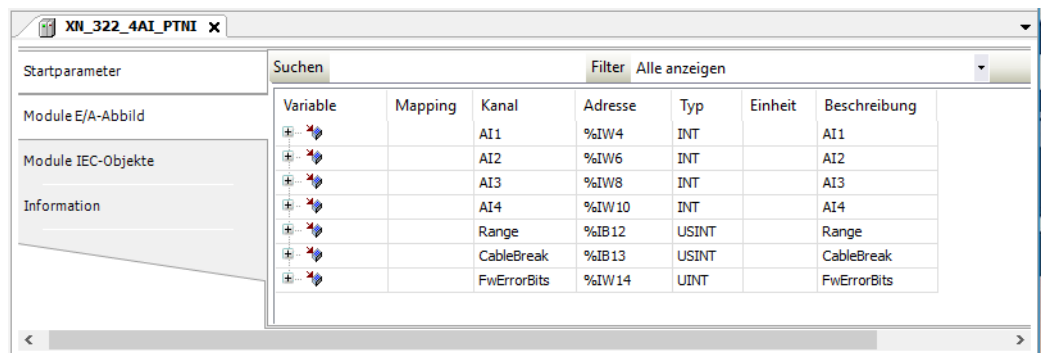 XN_322_4AI_PTNI X
Startparameter
Module E/A-Abbild
Module IEC-Objekte
Information
Suchen Filter Alle anzeigen
Variable Mapping Kanal Adresse Typ Einheit Beschreibung
AI1 %IW4 INT AI1
AI2 %IW6 INT AI2
AI3 %IW8 INT AI3
AI4 %IW10 INT AI4
Range %IB12 USINT Range
CableBreak %IB13 USINT CableBreak
FwErrorBits %IW14 UINT FwErrorBits